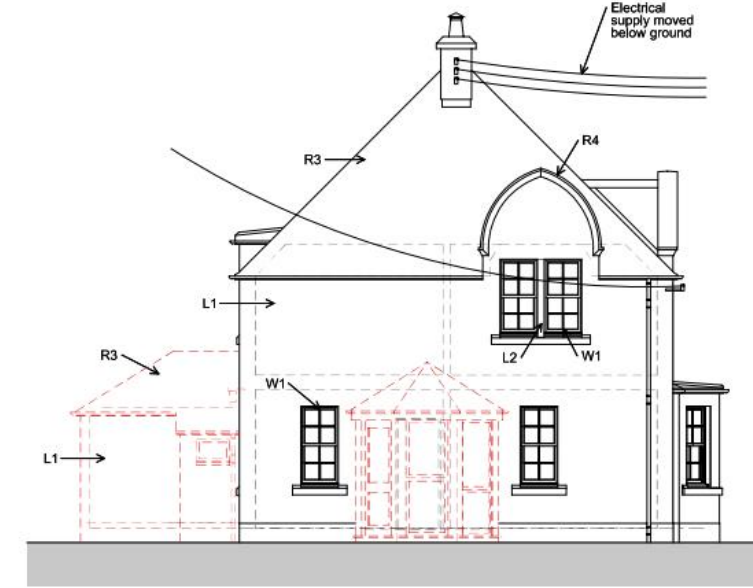 Electrical
supply moved
below ground
R4
R3
L1
R3
L2
W1
W1
L1